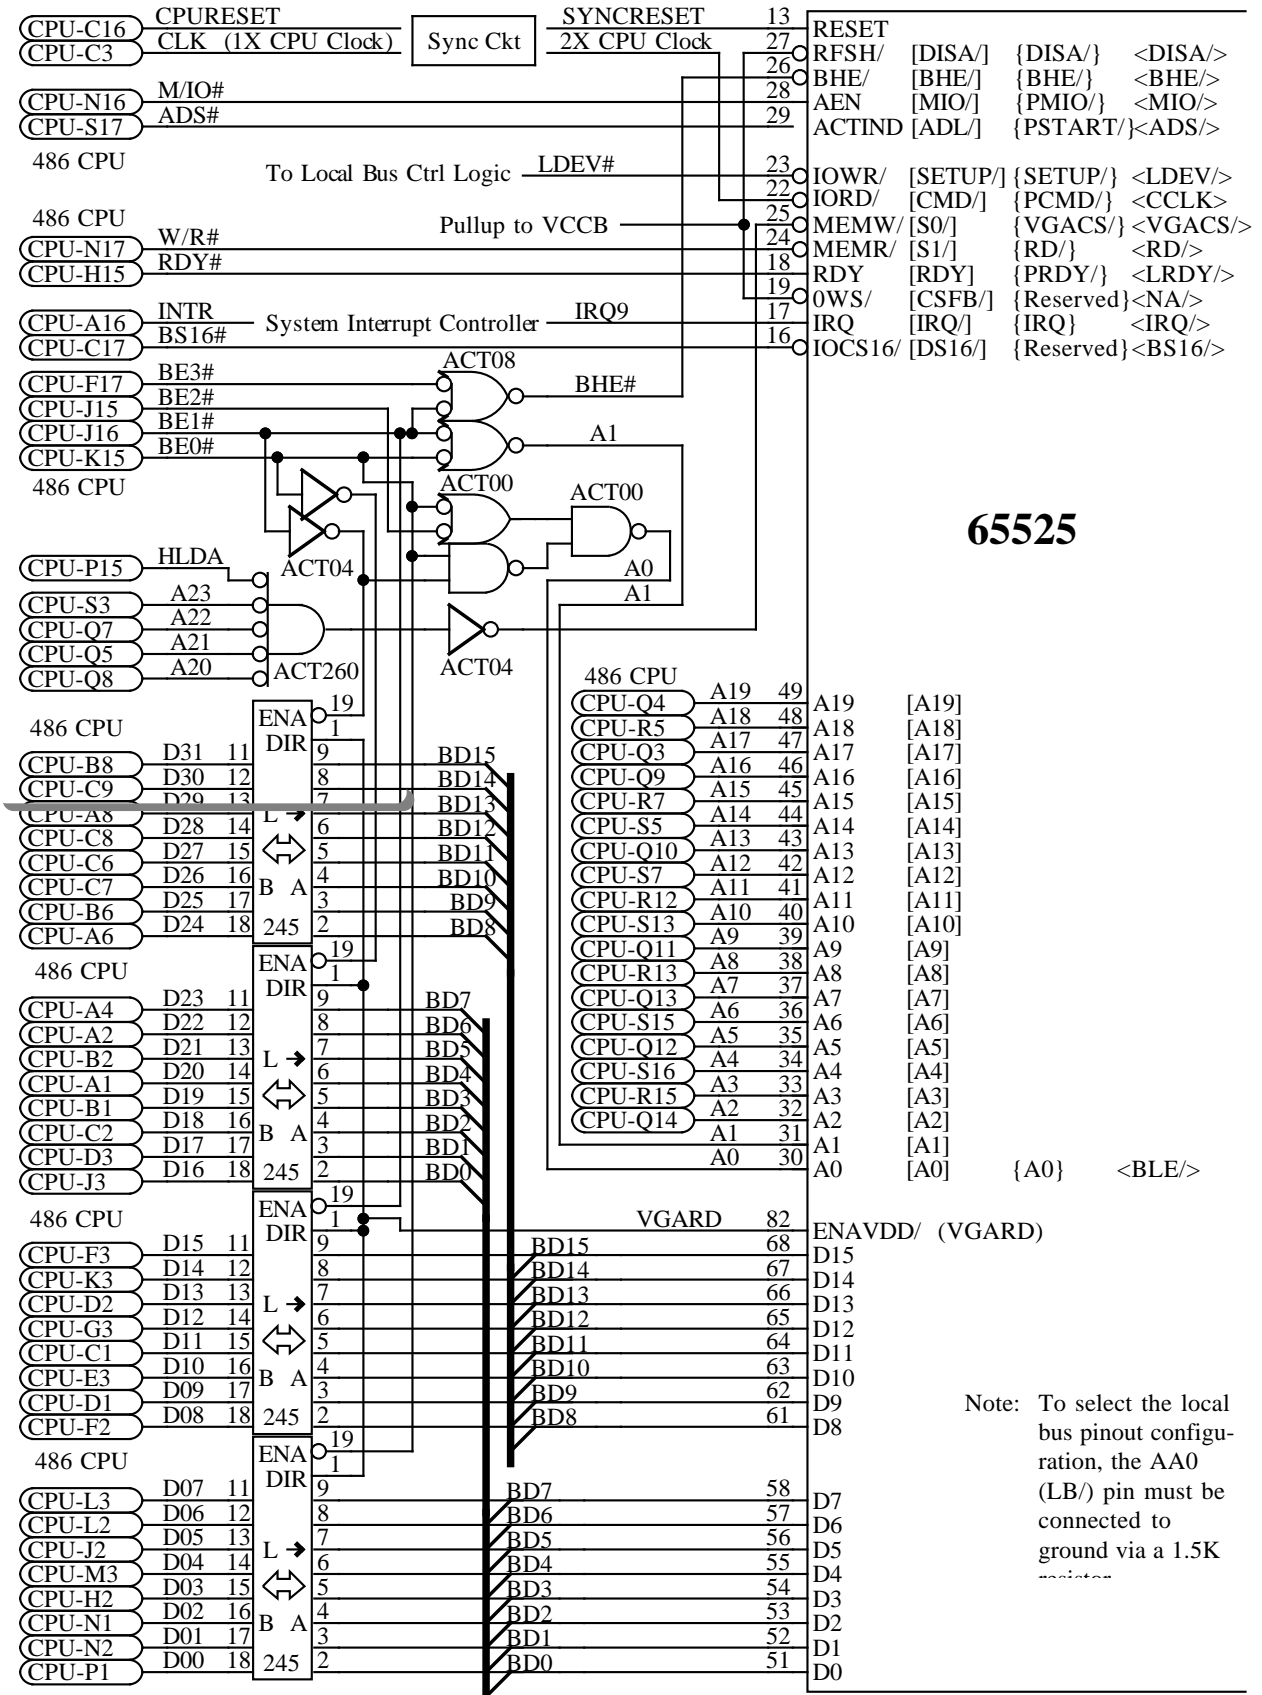 CPU-C16 CPURESET SYNCRESET 13 RESET
CPU-C3 CLK (1X CPU Clock) Sync Ckt 2X CPU Clock 27 RFSH/ [DISA/] {DISA/} <DISA/>
26 BHE/ [BHE/] {BHE/} <BHE/>
CPU-N16 M/IO# 28 AEN [MIO/] {PMIO/} <MIO/>
CPU-S17 ADS# 29 ACTIND [ADL/] {PSTART/} <ADS/>
486 CPU
To Local Bus Ctrl Logic LDEV# 23 IOWR/ [SETUP/] {SETUP/} <LDEV/>
22 IORD/ [CMD/] {PCMD/} <CCLK>
486 CPU Pullup to VCCB 25 MEMW/ [S0/] {VGACS/} <VGACS/>
CPU-N17 W/R# 24 MEMR/ [S1/] {RD/} <RD/>
CPU-H15 RDY# 18 RDY [RDY] {PRDY/} <LRDY/>
19 0WS/ [CSFB/] {Reserved} <NA/>
CPU-A16 INTR System Interrupt Controller IRQ9 17 IRQ [IRQ/] {IRQ} <IRQ/>
CPU-C17 BS16# 16 IOCS16/ [DS16/] {Reserved} <BS16/>
ACT08
CPU-F17 BE3# BHE#
CPU-J15 BE2#
CPU-J16 BE1# A1
CPU-K15 BE0#
486 CPU ACT00 ACT00
65525
CPU-P15 HLDA ACT04 A0
CPU-S3 A23 A1
CPU-Q7 A22
CPU-Q5 A21
CPU-Q8 A20 ACT260 ACT04
486 CPU
CPU-Q4 A19 49 A19 [A19]
CPU-R5 A18 48 A18 [A18]
CPU-Q3 A17 47 A17 [A17]
CPU-Q9 A16 46 A16 [A16]
CPU-R7 A15 45 A15 [A15]
CPU-S5 A14 44 A14 [A14]
CPU-Q10 A13 43 A13 [A13]
CPU-S7 A12 42 A12 [A12]
CPU-R12 A11 41 A11 [A11]
CPU-S13 A10 40 A10 [A10]
CPU-Q11 A9 39 A9 [A9]
CPU-R13 A8 38 A8 [A8]
CPU-Q13 A7 37 A7 [A7]
CPU-S15 A6 36 A6 [A6]
CPU-Q12 A5 35 A5 [A5]
CPU-S16 A4 34 A4 [A4]
CPU-R15 A3 33 A3 [A3]
CPU-Q14 A2 32 A2 [A2]
A1 31 A1 [A1]
A0 30 A0 [A0] {A0} <BLE/>
ENA 19
486 CPU DIR 1
CPU-B8 D31 11 9 BD15
CPU-C9 D30 12 8 BD14
CPU-A8 D29 13 L 7 BD13
CPU-C8 D28 14 6 BD12
CPU-C6 D27 15 5 BD11
CPU-C7 D26 16 B A 4 BD10
CPU-B6 D25 17 3 BD9
CPU-A6 D24 18 245 2 BD8
ENA 19
486 CPU DIR 1
CPU-A4 D23 11 9 BD7
CPU-A2 D22 12 8 BD6
CPU-B2 D21 13 L 7 BD5
CPU-A1 D20 14 6 BD4
CPU-B1 D19 15 5 BD3
CPU-C2 D18 16 B A 4 BD2
CPU-D3 D17 17 3 BD1
CPU-J3 D16 18 245 2 BD0
ENA 19
486 CPU DIR 1 VGARD 82 ENAVDD/ (VGARD)
CPU-F3 D15 11 9 BD15 68 D15
CPU-K3 D14 12 8 BD14 67 D14
CPU-D2 D13 13 L 7 BD13 66 D13
CPU-G3 D12 14 6 BD12 65 D12
CPU-C1 D11 15 5 BD11 64 D11
CPU-E3 D10 16 B A 4 BD10 63 D10
CPU-D1 D09 17 3 BD9 62 D9
CPU-F2 D08 18 245 2 BD8 61 D8
ENA 19
486 CPU DIR 1
CPU-L3 D07 11 9 BD7 58 D7
CPU-L2 D06 12 8 BD6 57 D6
CPU-J2 D05 13 L 7 BD5 56 D5
CPU-M3 D04 14 6 BD4 55 D4
CPU-H2 D03 15 5 BD3 54 D3
CPU-N1 D02 16 B A 4 BD2 53 D2
CPU-N2 D01 17 3 BD1 52 D1
CPU-P1 D00 18 245 2 BD0 51 D0
Note: To select the local
bus pinout configu-
ration, the AA0
(LB/) pin must be
connected to
ground via a 1.5K
resistor